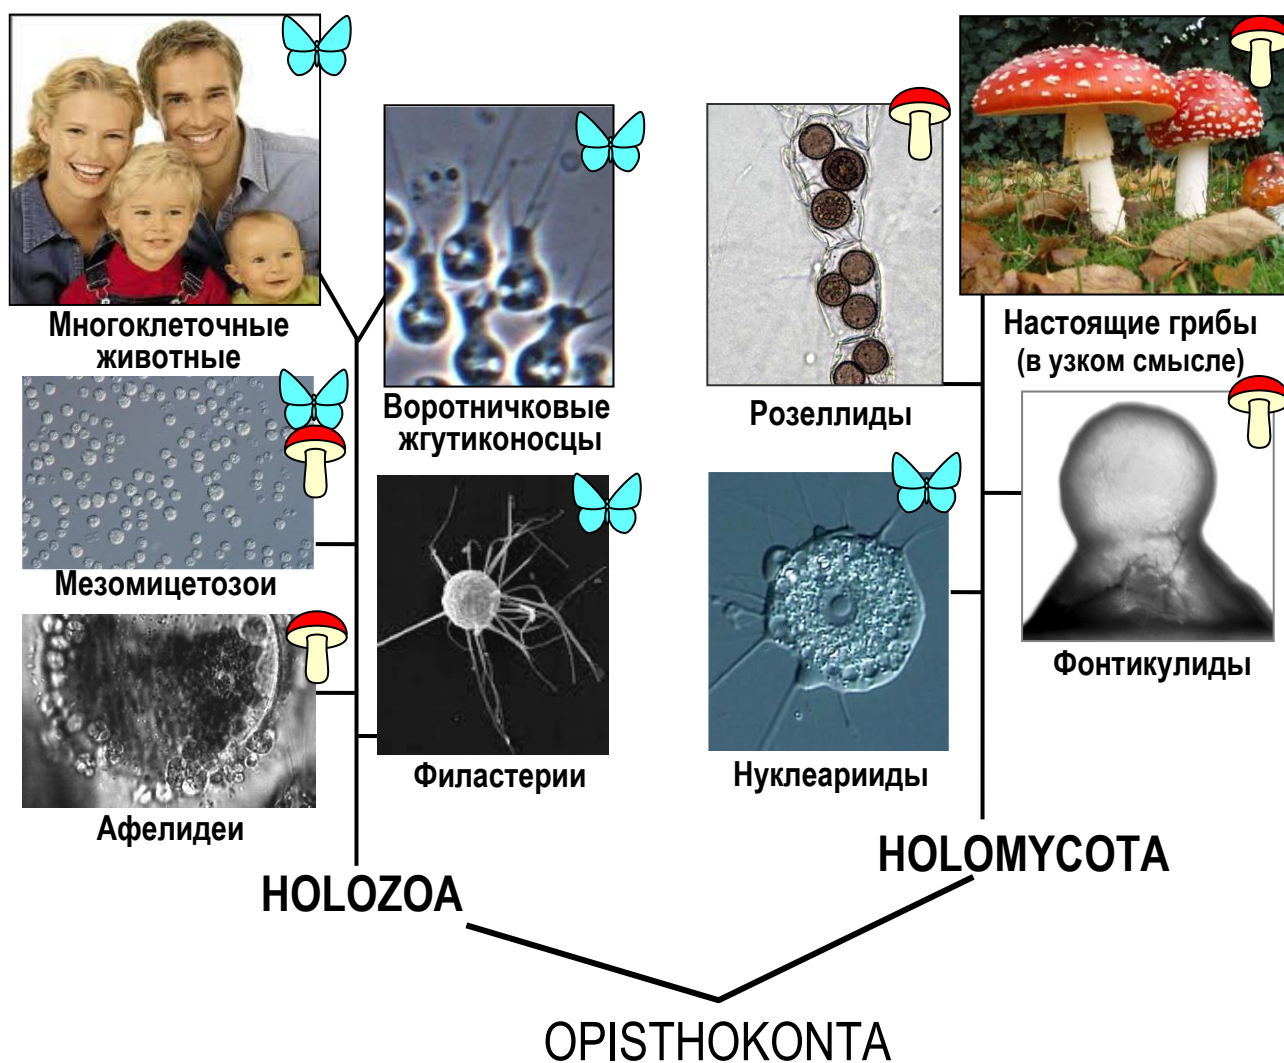 Многоклеточные
животные
Воротничковые
жгутиконосцы
Мезомицетозои
Афелидеи
Филастерии
HOLOZOA
Розеллиды
Настоящие грибы
(в узком смысле)
Нуклеарииды
Фонтикулиды
HOLOMYCOTA
OPISTHOKONTA